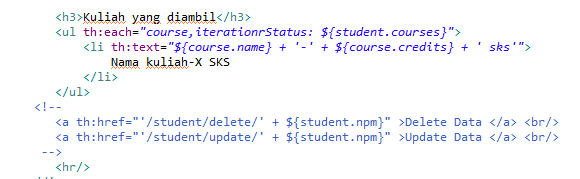 <h3>Kuliah yang diambil</h3>
<ul th:each="course,iterationrStatus: ${student.courses}">
<li th:text="${course.name} + '-' + ${course.credits} + ' sks'">
Nama kuliah-X SKS
</li>
</ul>
<!--
<a th:href="'/student/delete/' + ${student.npm}" >Delete Data </a> <br/>
<a th:href="'/student/update/' + ${student.npm}" >Update Data </a> <br/>
-->
<hr/>